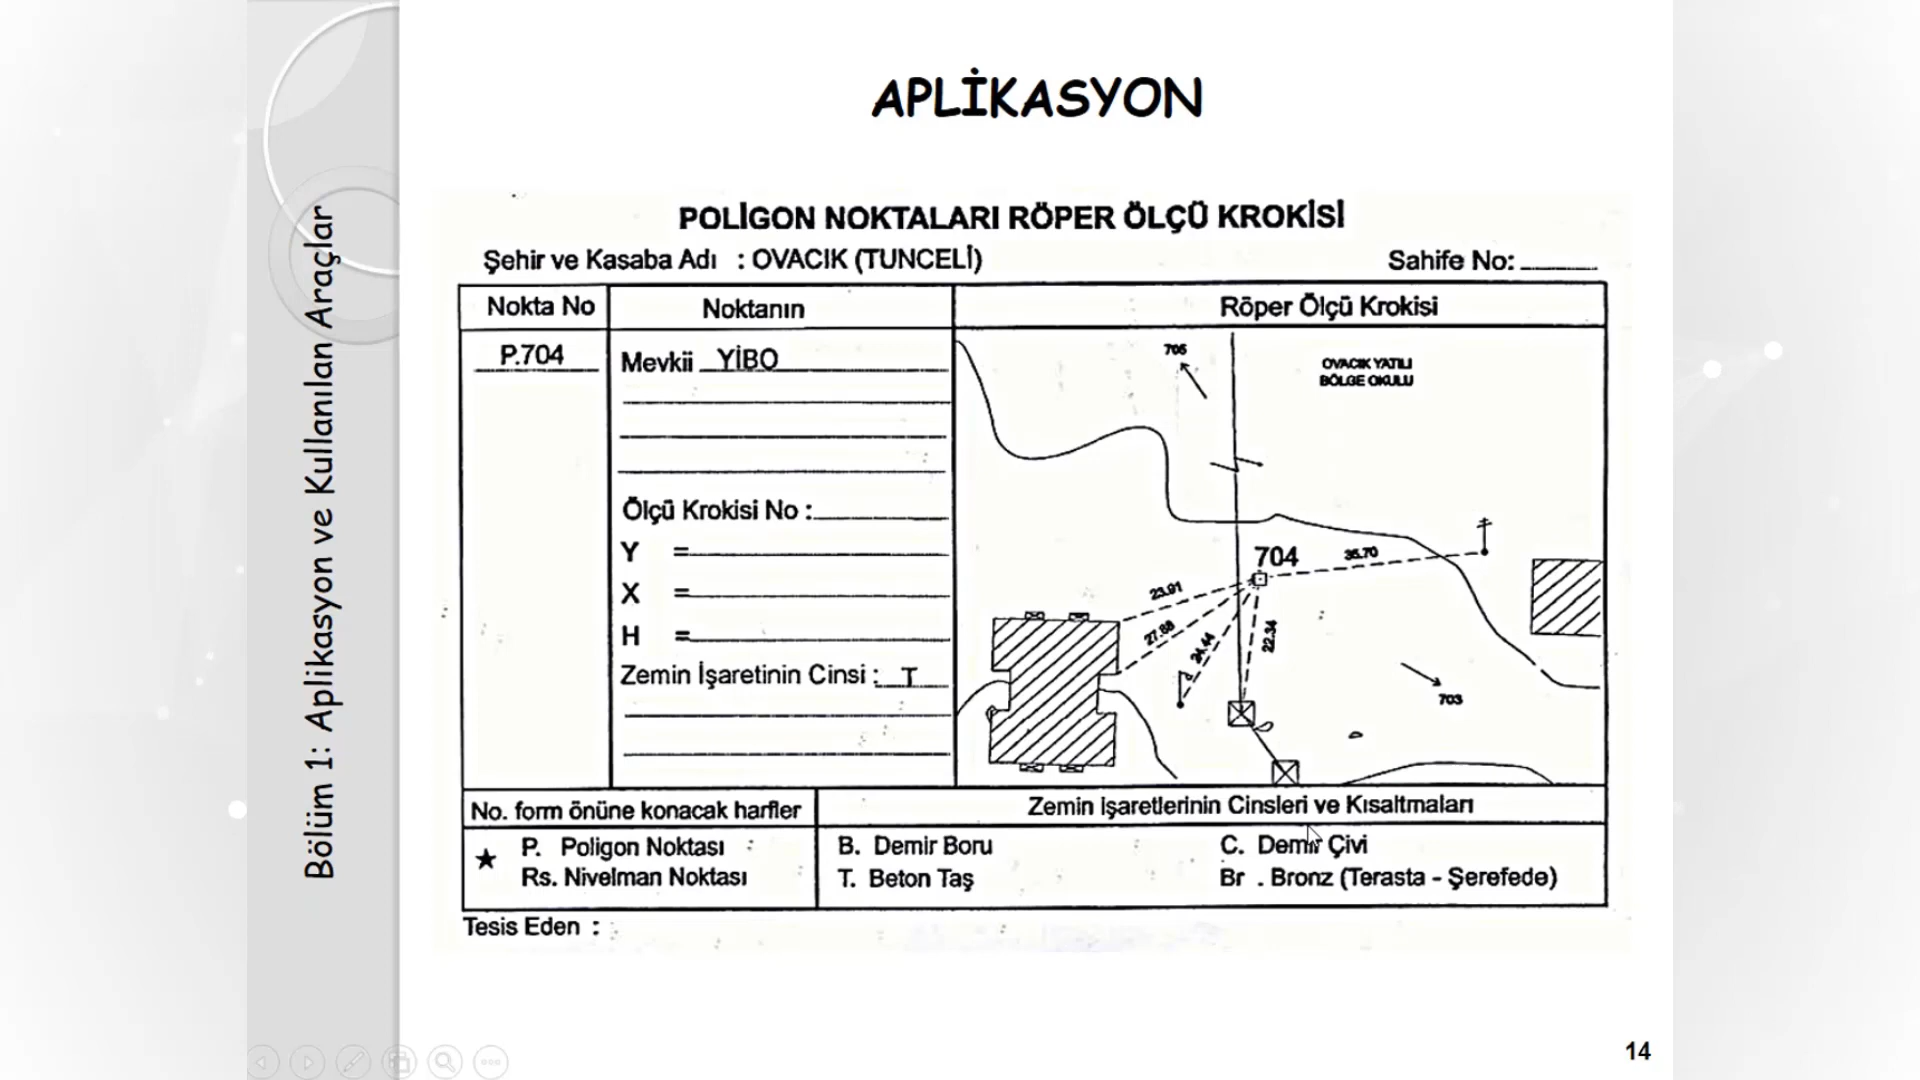 APLİKASYON
Bölüm 1: Aplikasyon ve Kullanılan Araçlar
POLİGON NOKTALARI RÖPER ÖLÇÜ KROKİSİ
Şehir ve Kasaba Adı : OVACIK (TUNCELİ)
Sahife No:
Nokta No
Noktanın
Röper Ölçü Krokisi
P.704
Mevkii YİBO
Ölçü Krokisi No :
Y =
X =
H =
Zemin İşaretinin Cinsi : T
705
OVACIK YATILI
BÖLGE OKULU
704
35.70
23.91
27.68
24.44
22.34
703
No. form önüne konacak harfler
Zemin işaretlerinin Cinsleri ve Kısaltmaları
★ P. Poligon Noktası
Rs. Nivelman Noktası
B. Demir Boru
C. Demir Çivi
T. Beton Taş
Br . Bronz (Terasta - Şerefede)
Tesis Eden :
14